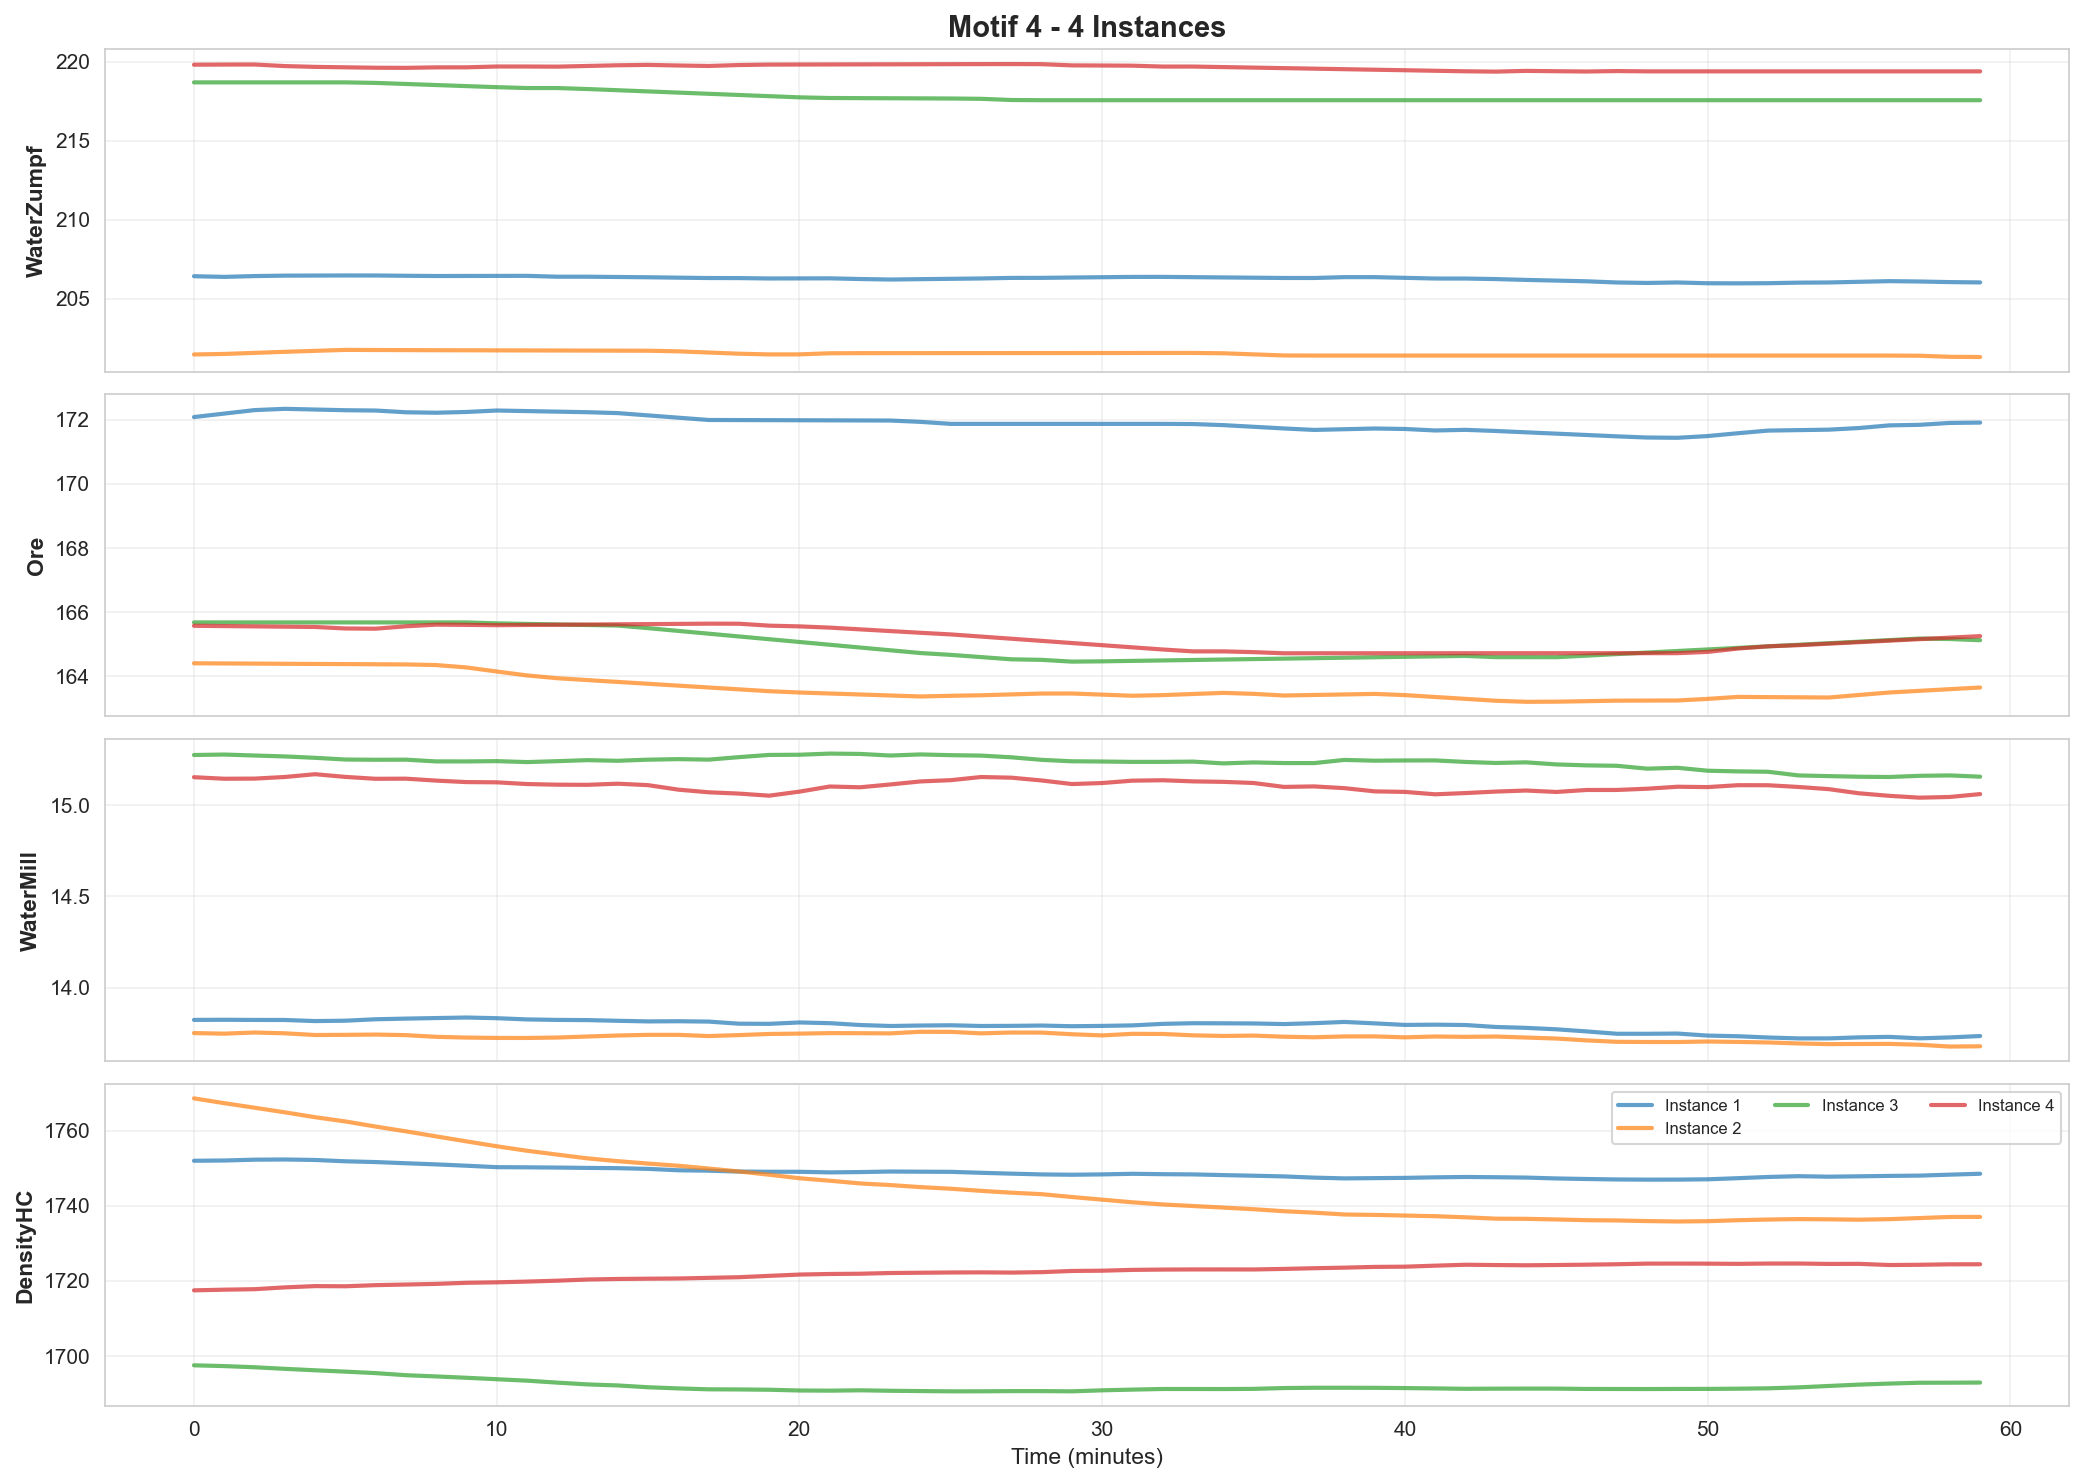 Motif 4 - 4 Instances
WaterZumpf
220
215
210
205
Ore
172
170
168
166
164
WaterMill
15.0
14.5
14.0
DensityHC
1760
1740
1720
1700
Instance 1 Instance 3 Instance 4
Instance 2
0 10 20 30 40 50 60
Time (minutes)